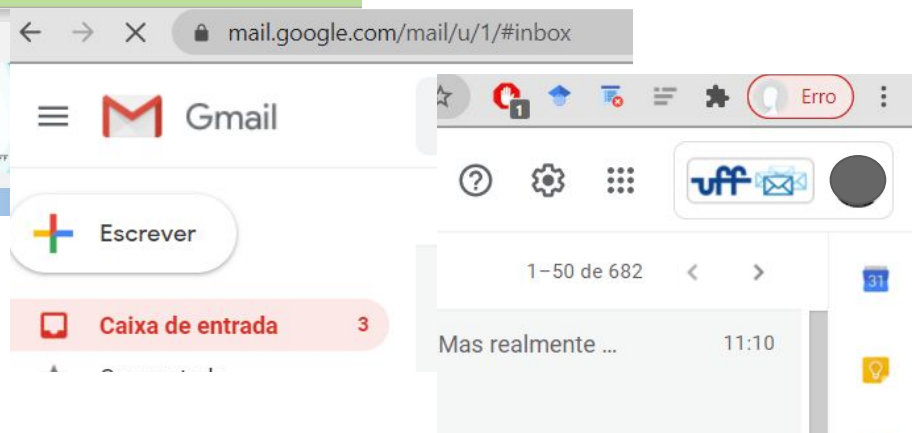 mail.google.com/mail/u/1/#inbox
Gmail
1
Erro
uff
Escrever
1–50 de 682
31
Caixa de entrada 3
Mas realmente ... 11:10